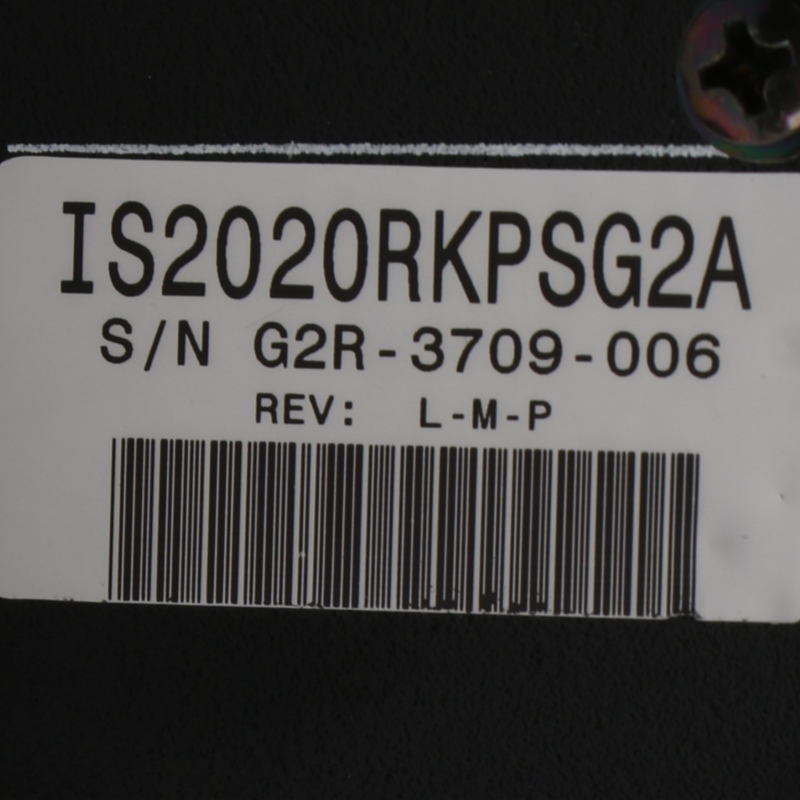 IS2020RKPSG2A
S/N G2R-3709-006
REV: L-M-P